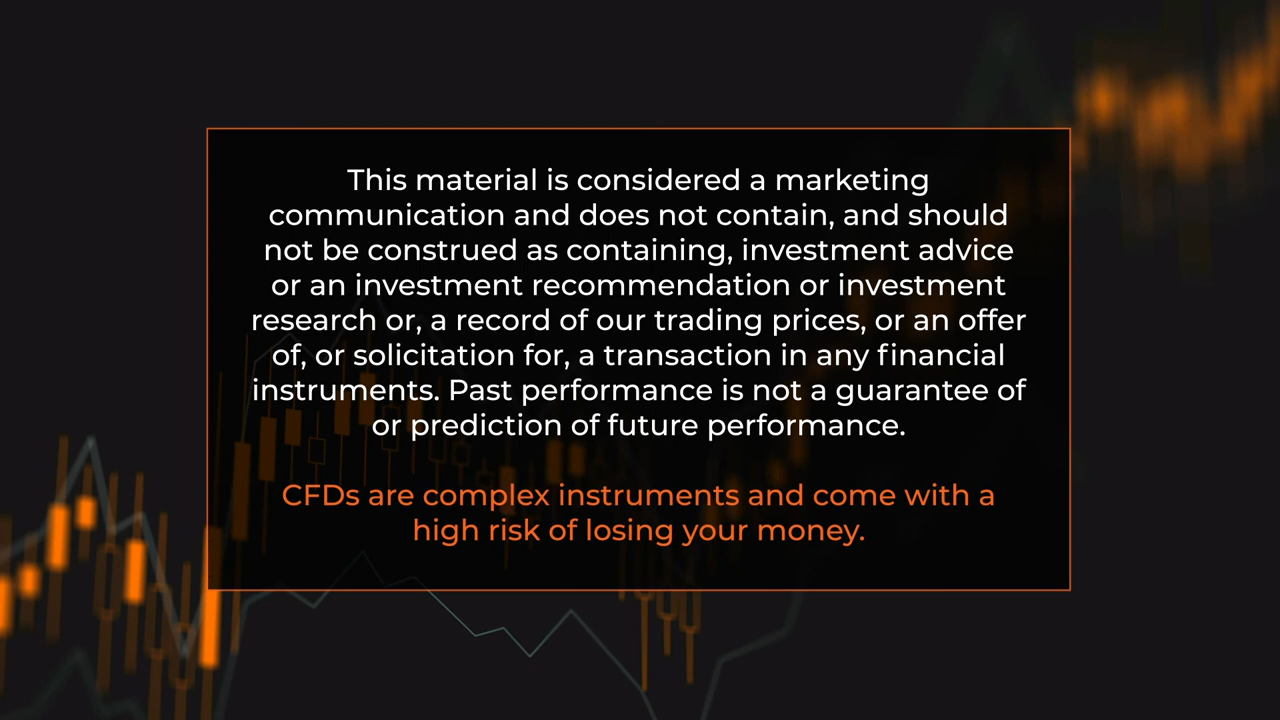 This material is considered a marketing
communication and does not contain, and should
not be construed as containing, investment advice
or an investment recommendation or investment
research or, a record of our trading prices, or an offer
of, or solicitation for, a transaction in any financial
instruments. Past performance is not a guarantee of
or prediction of future performance.
CFDs are complex instruments and come with a
high risk of losing your money.